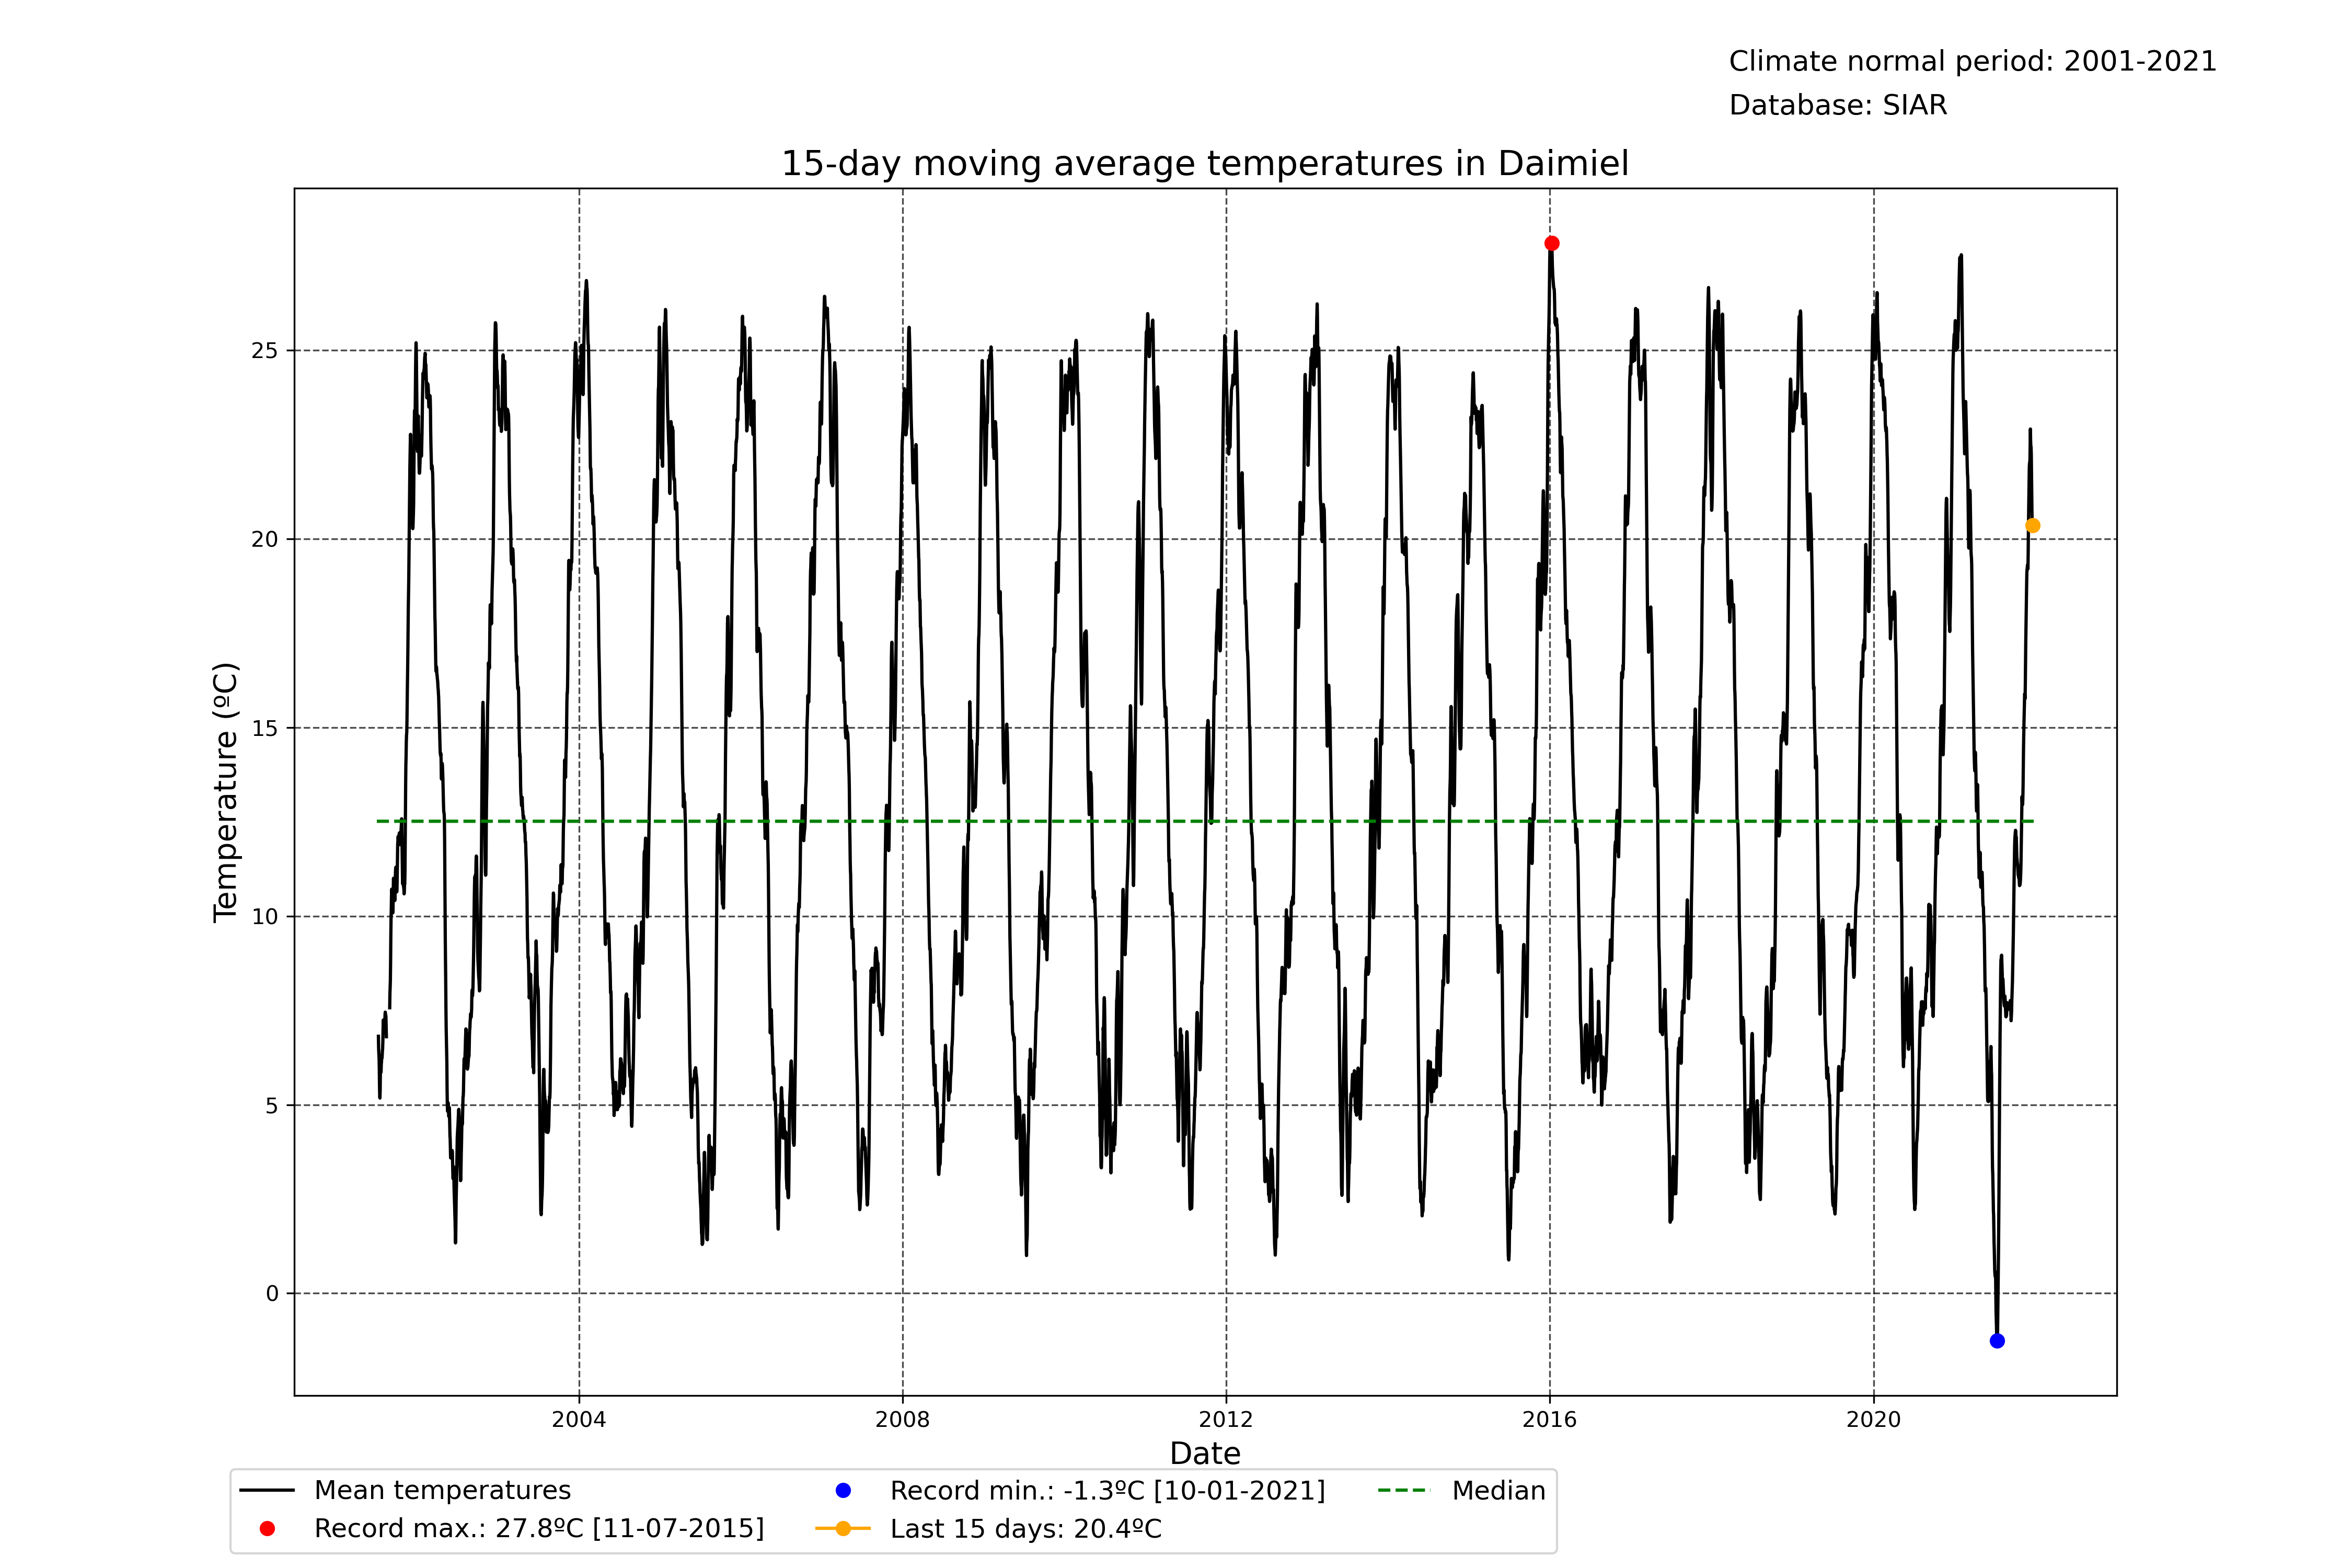 Climate normal period: 2001-2021
Database: SIAR
15-day moving average temperatures in Daimiel
Temperature (ºC)
25
20
15
10
5
0
2004 2008 2012 2016 2020
Date
Mean temperatures
Record max.: 27.8ºC [11-07-2015]
Record min.: -1.3ºC [10-01-2021]
Last 15 days: 20.4ºC
Median